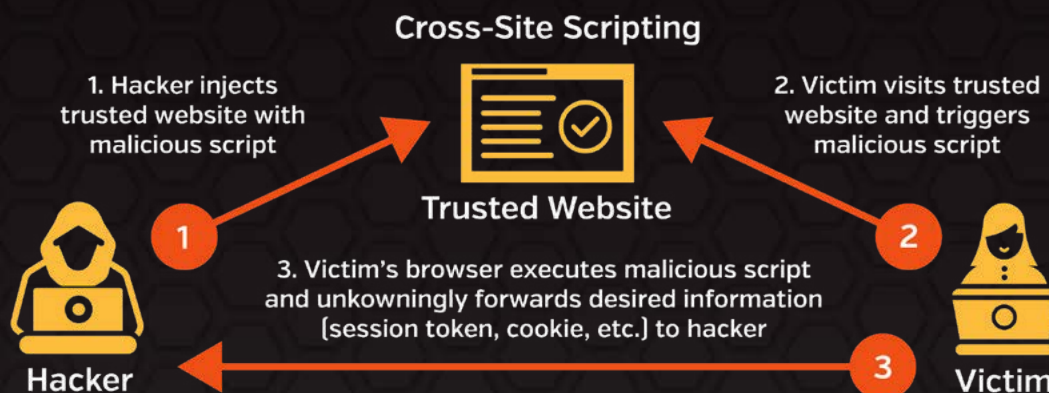 Cross-Site Scripting
1. Hacker injects
trusted website with
malicious script
2. Victim visits trusted
website and triggers
malicious script
Trusted Website
1
2
3. Victim's browser executes malicious script
and unkowningly forwards desired information
(session token, cookie, etc.) to hacker
3
Hacker
Victim